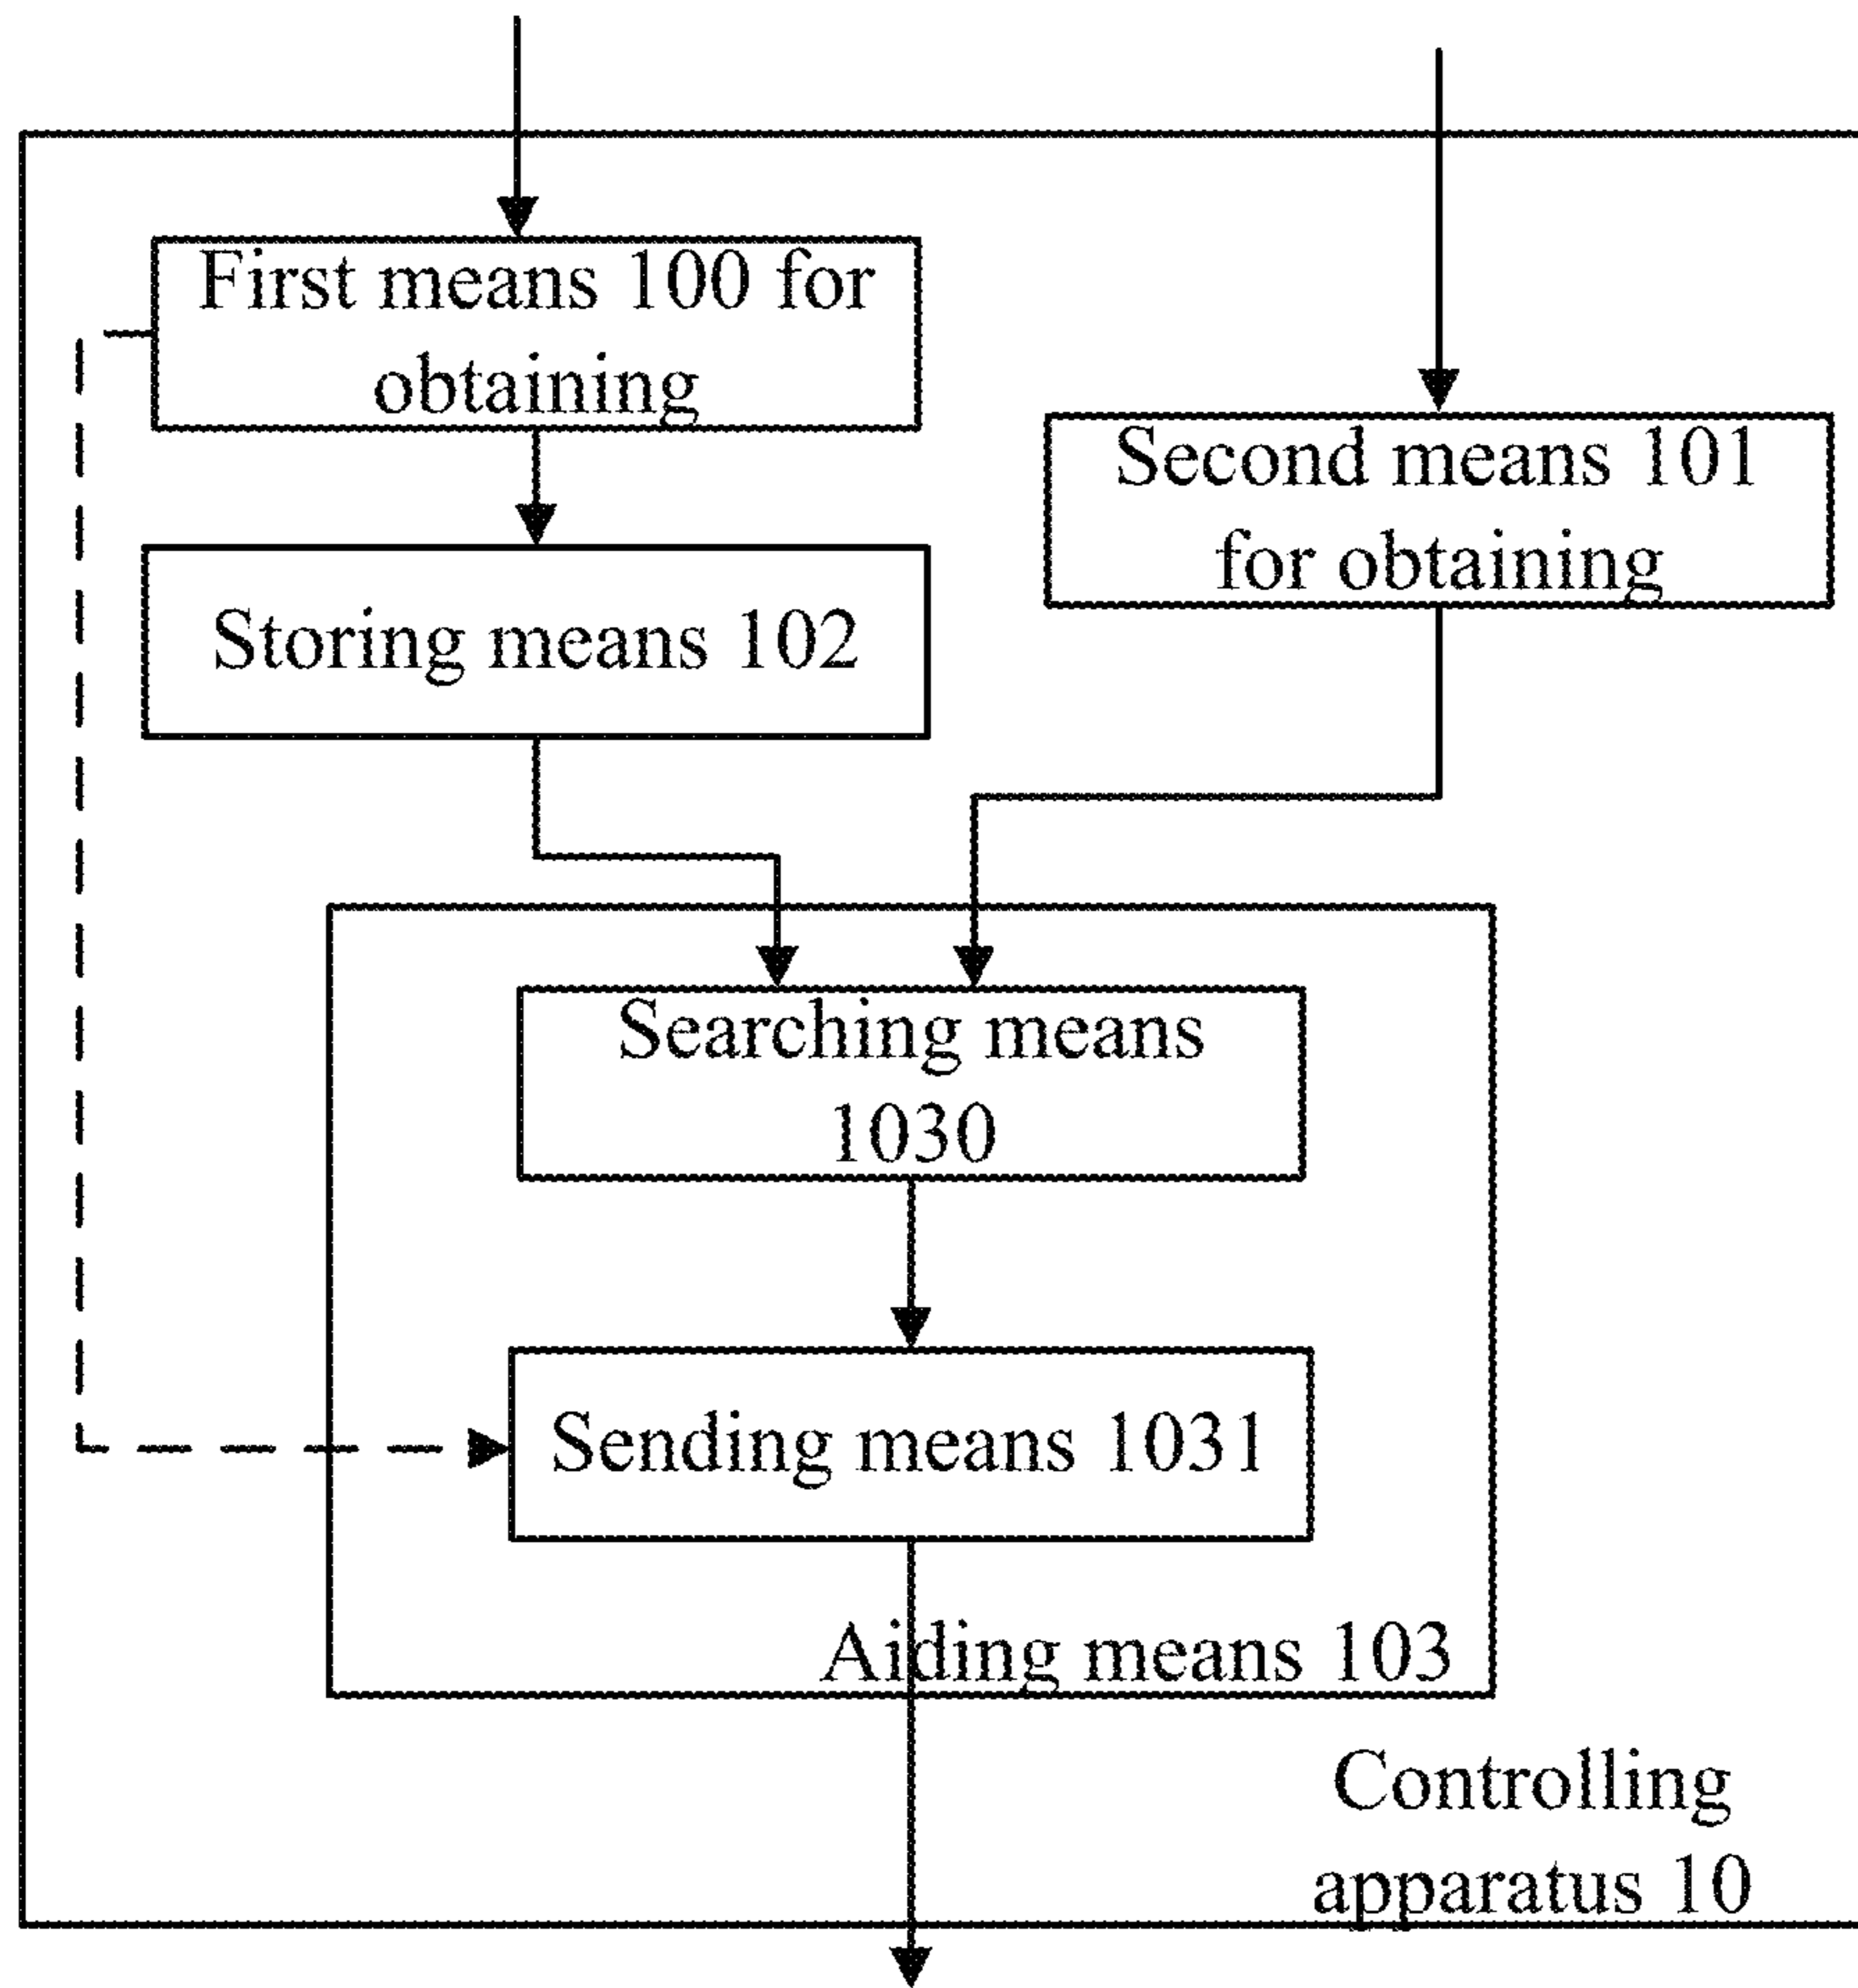 First means 100 for
obtaining
Second means 101
for obtaining
Storing means 102
Searching means
1030
Sending means 1031
Aiding means 103
Controlling
apparatus 10